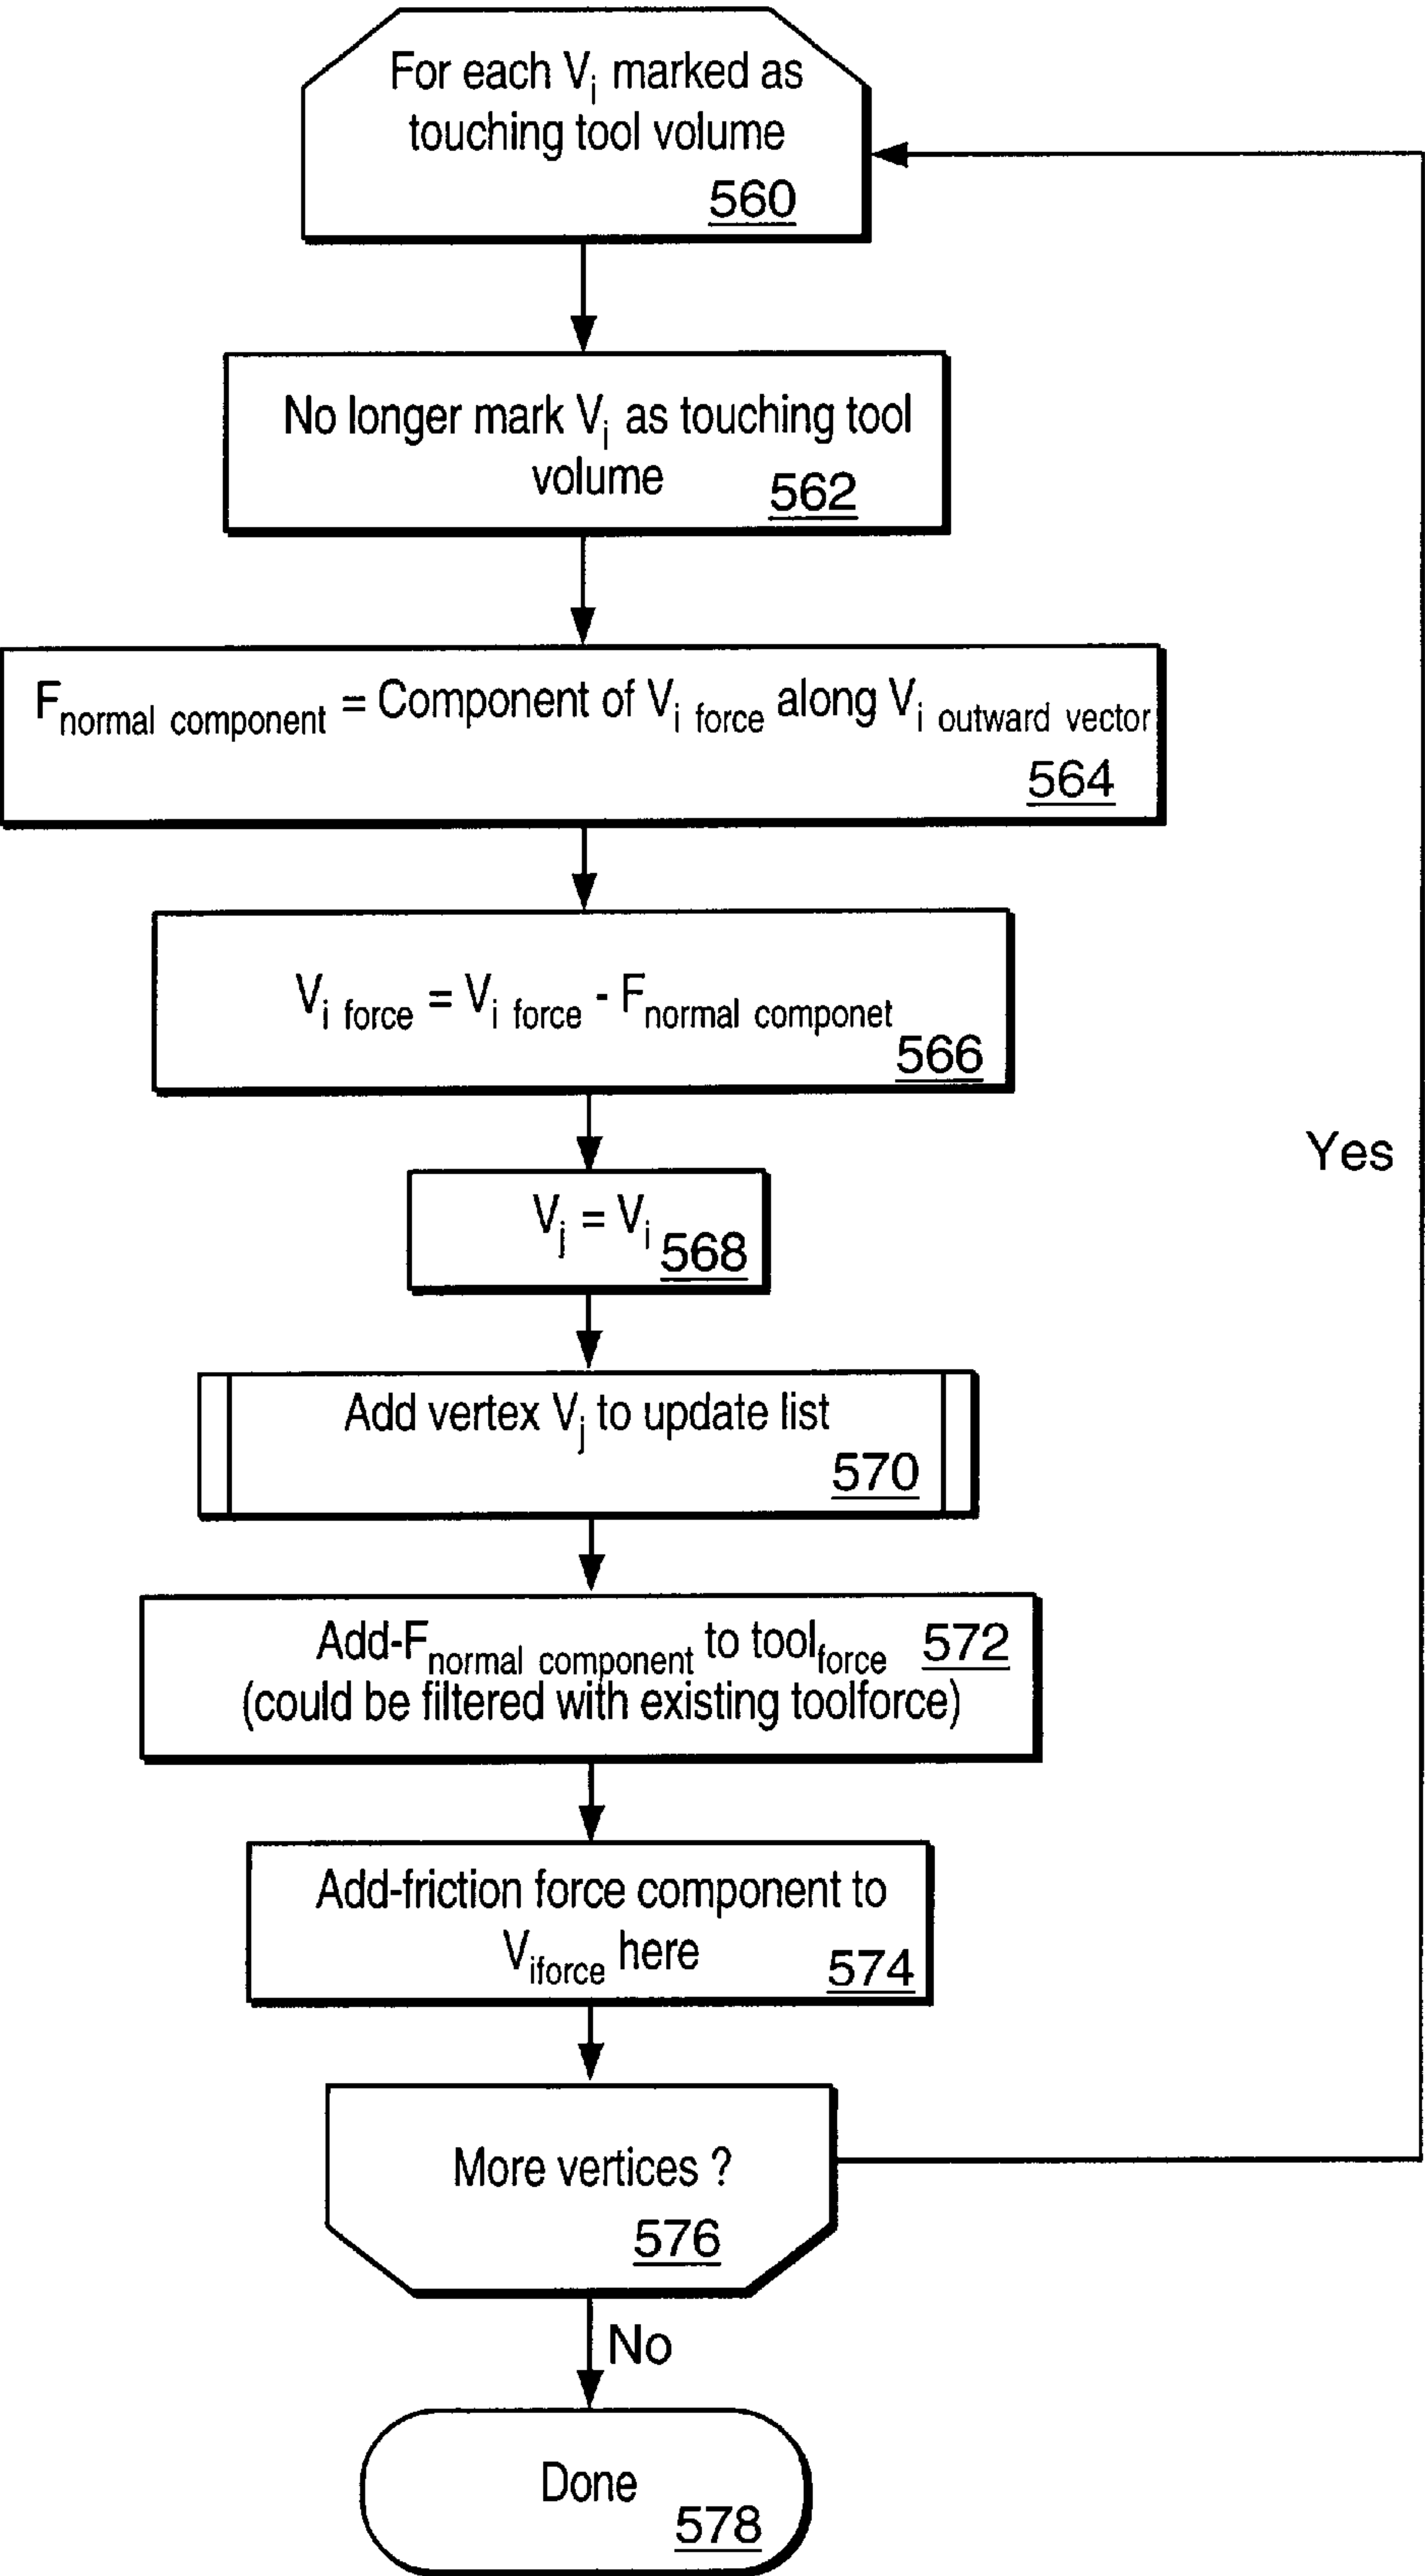 For each Vi marked as
touching tool volume
560
No longer mark Vi as touching tool
volume 562
Fnormal component = Component of Vi force along Vi outward vector
564
Vi force = Vi force - Fnormal componet
566
Yes
Vj = Vi 568
Add vertex Vj to update list
570
Add-Fnormal component to toolforce 572
(could be filtered with existing toolforce)
Add-friction force component to
Viforce here 574
More vertices ?
576
No
Done
578